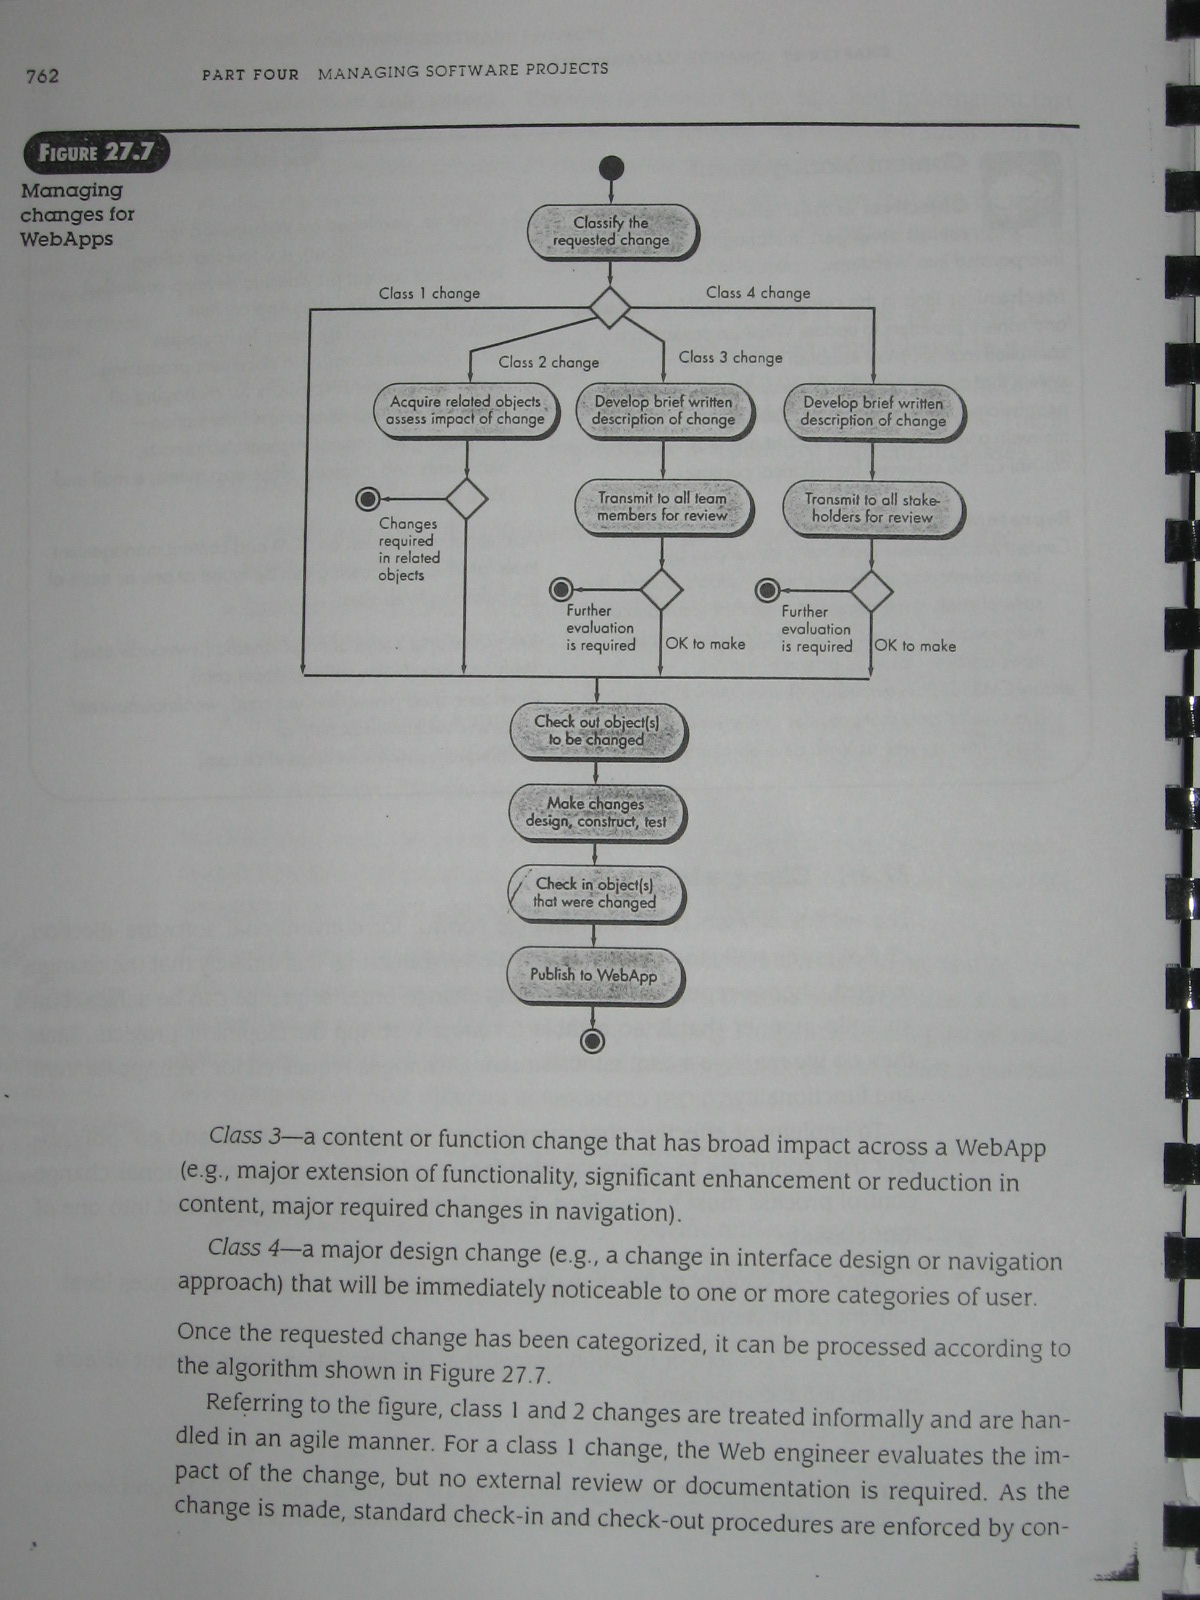 762
PART FOUR MANAGING SOFTWARE PROJECTS
FIGURE 27.7
Managing
changes for
WebApps
Classify the
requested change
Class 1 change
Class 4 change
Class 2 change
Class 3 change
Acquire related objects
assess impact of change
Develop brief written
description of change
Develop brief written
description of change
Transmit to all team
members for review
Transmit to all stake-
holders for review
Changes
required
in related
objects
Further
evaluation
is required
OK to make
Further
evaluation
is required
OK to make
Check out object(s)
to be changed
Make changes
design, construct, test
Check in object(s)
that were changed
Publish to WebApp
Class 3—a content or function change that has broad impact across a WebApp
(e.g., major extension of functionality, significant enhancement or reduction in
content, major required changes in navigation).
Class 4—a major design change (e.g., a change in interface design or navigation
approach) that will be immediately noticeable to one or more categories of user.
Once the requested change has been categorized, it can be processed according to
the algorithm shown in Figure 27.7.
Referring to the figure, class 1 and 2 changes are treated informally and are han-
dled in an agile manner. For a class 1 change, the Web engineer evaluates the im-
pact of the change, but no external review or documentation is required. As the
change is made, standard check-in and check-out procedures are enforced by con-